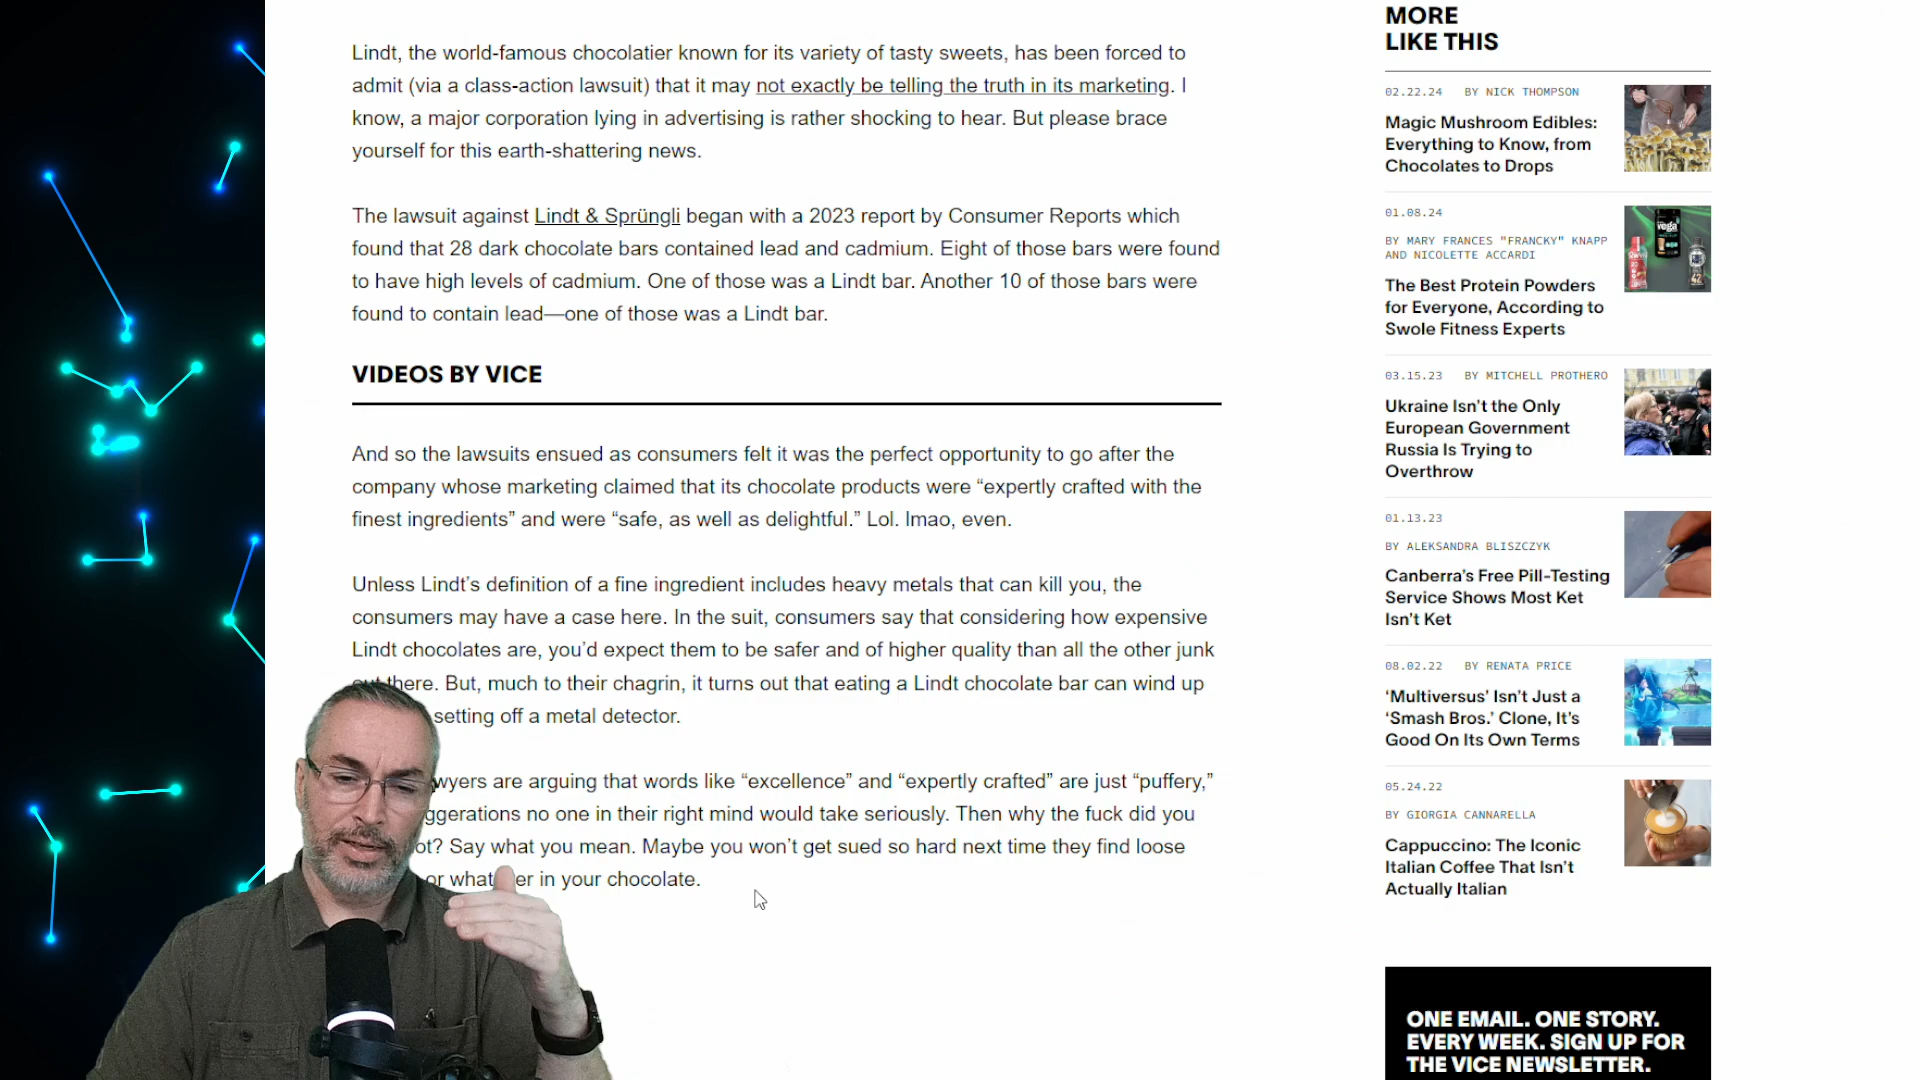 Lindt, the world-famous chocolatier known for its variety of tasty sweets, has been forced to
admit (via a class-action lawsuit) that it may not exactly be telling the truth in its marketing. I
know, a major corporation lying in advertising is rather shocking to hear. But please brace
yourself for this earth-shattering news.
The lawsuit against Lindt & Sprüngli began with a 2023 report by Consumer Reports which
found that 28 dark chocolate bars contained lead and cadmium. Eight of those bars were found
to have high levels of cadmium. One of those was a Lindt bar. Another 10 of those bars were
found to contain lead—one of those was a Lindt bar.
VIDEOS BY VICE
And so the lawsuits ensued as consumers felt it was the perfect opportunity to go after the
company whose marketing claimed that its chocolate products were “expertly crafted with the
finest ingredients” and were “safe, as well as delightful.” Lol. lmao, even.
Unless Lindt’s definition of a fine ingredient includes heavy metals that can kill you, the
consumers may have a case here. In the suit, consumers say that considering how expensive
Lindt chocolates are, you’d expect them to be safer and of higher quality than all the other junk
there. But, much to their chagrin, it turns out that eating a Lindt chocolate bar can wind up
setting off a metal detector.
wyers are arguing that words like “excellence” and “expertly crafted” are just “puffery,”
ggerations no one in their right mind would take seriously. Then why the fuck did you
ot? Say what you mean. Maybe you won’t get sued so hard next time they find loose
or what er in your chocolate.
MORE
LIKE THIS
02.22.24 BY NICK THOMPSON
Magic Mushroom Edibles:
Everything to Know, from
Chocolates to Drops
01.08.24
BY MARY FRANCES "FRANCKY" KNAPP
AND NICOLETTE ACCARDI
The Best Protein Powders
for Everyone, According to
Swole Fitness Experts
vega
03.15.23 BY MITCHELL PROTHERO
Ukraine Isn’t the Only
European Government
Russia Is Trying to
Overthrow
01.13.23
BY ALEKSANDRA BLISZCZYK
Canberra’s Free Pill-Testing
Service Shows Most Ket
Isn’t Ket
08.02.22 BY RENATA PRICE
‘Multiversus’ Isn’t Just a
‘Smash Bros.’ Clone, It’s
Good On Its Own Terms
05.24.22
BY GIORGIA CANNARELLA
Cappuccino: The Iconic
Italian Coffee That Isn’t
Actually Italian
ONE EMAIL. ONE STORY.
EVERY WEEK. SIGN UP FOR
THE VICE NEWSLETTER.